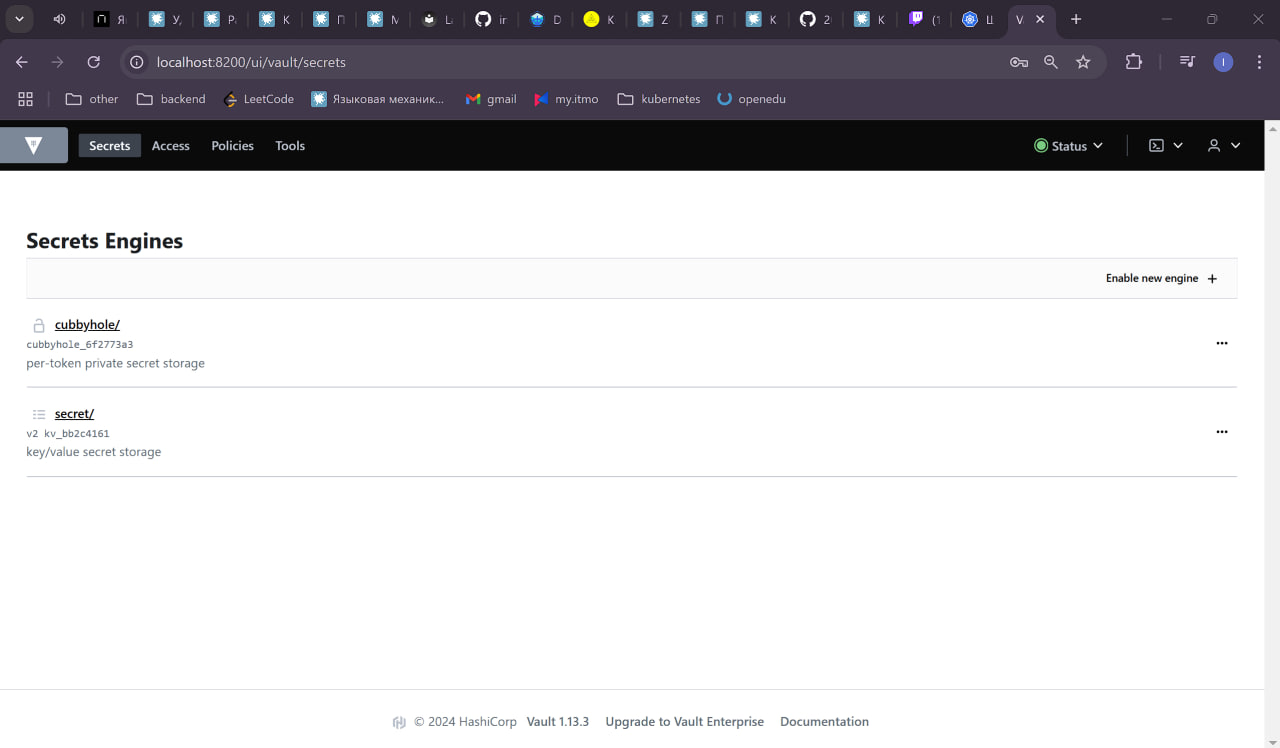 Я
У
Р
К
П
М
La
in
D
К
Z
П
К
2
К
(1
Ц
V
localhost:8200/ui/vault/secrets
I
other
backend
LeetCode
Языковая механик...
gmail
my.itmo
kubernetes
openedu
Secrets
Access
Policies
Tools
Status
Secrets Engines
Enable new engine +
cubbyhole/
cubbyhole_6f2773a3
per-token private secret storage
secret/
v2 kv_bb2c4161
key/value secret storage
© 2024 HashiCorp
Vault 1.13.3
Upgrade to Vault Enterprise
Documentation